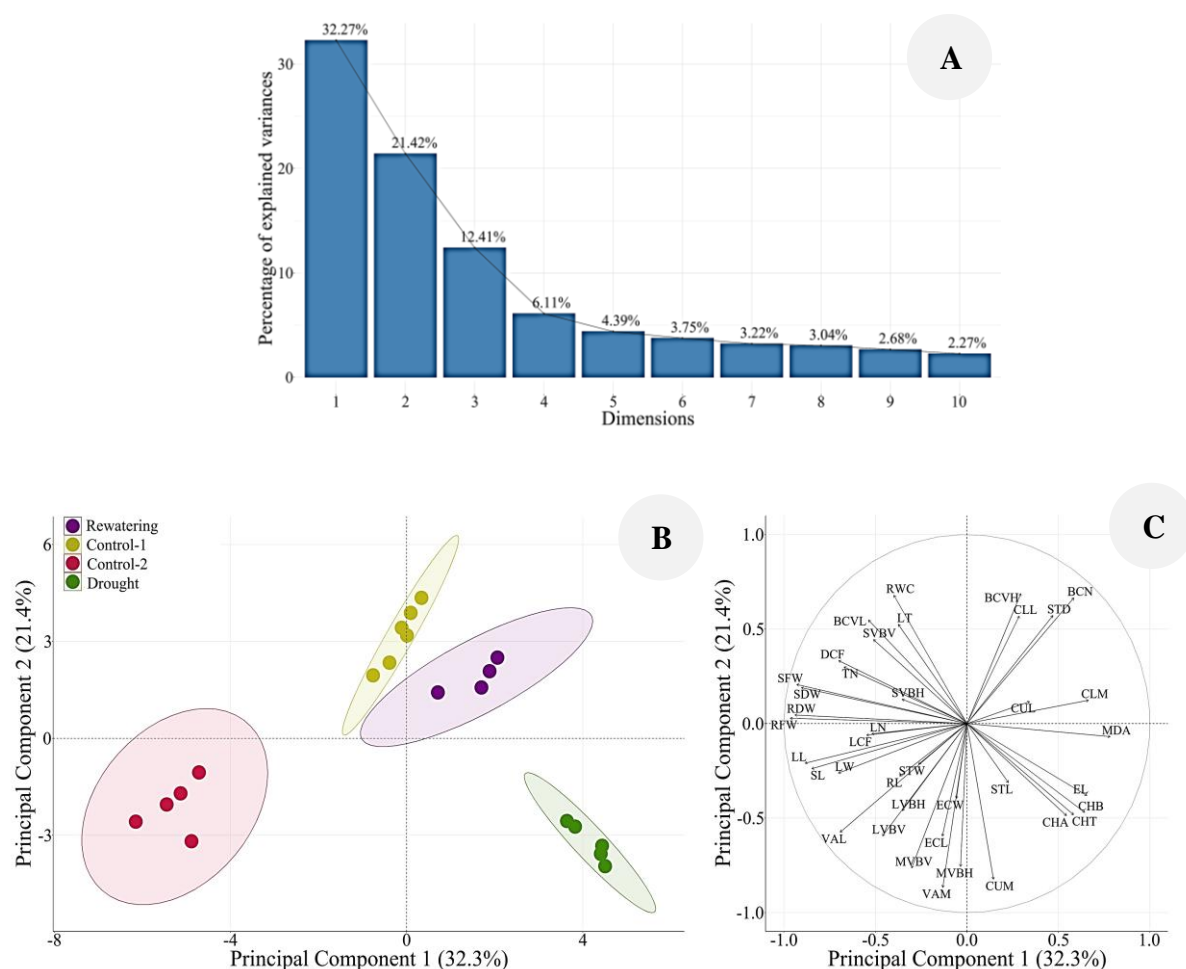 A
Percentage of explained variances
30
20
10
0
32.27%
21.42%
12.41%
6.11%
4.39%
3.75%
3.22%
3.04%
2.68%
2.27%
1 2 3 4 5 6 7 8 9 10
Dimensions
B
Rewatering
Control-1
Control-2
Drought
Principal Component 2 (21.4%)
6
3
0
-3
-8 -4 0 4
Principal Component 1 (32.3%)
C
Principal Component 2 (21.4%)
1.0
0.5
0.0
-0.5
-1.0
RWC
BCVH
BCN
CLL
STD
BCVL
LT
SVBV
DCF
TN
SFW
SDW
SVBH
CLM
CUL
RDW
RFW
LN
MDA
LCF
LL
LW
STW
SL
RL
STL
EL
LVBH
ECW
CHB
CHA
CHT
VAL
LVBV
ECL
MVBV
MVBH
CUM
VAM
-1.0 -0.5 0.0 0.5 1.0
Principal Component 1 (32.3%)